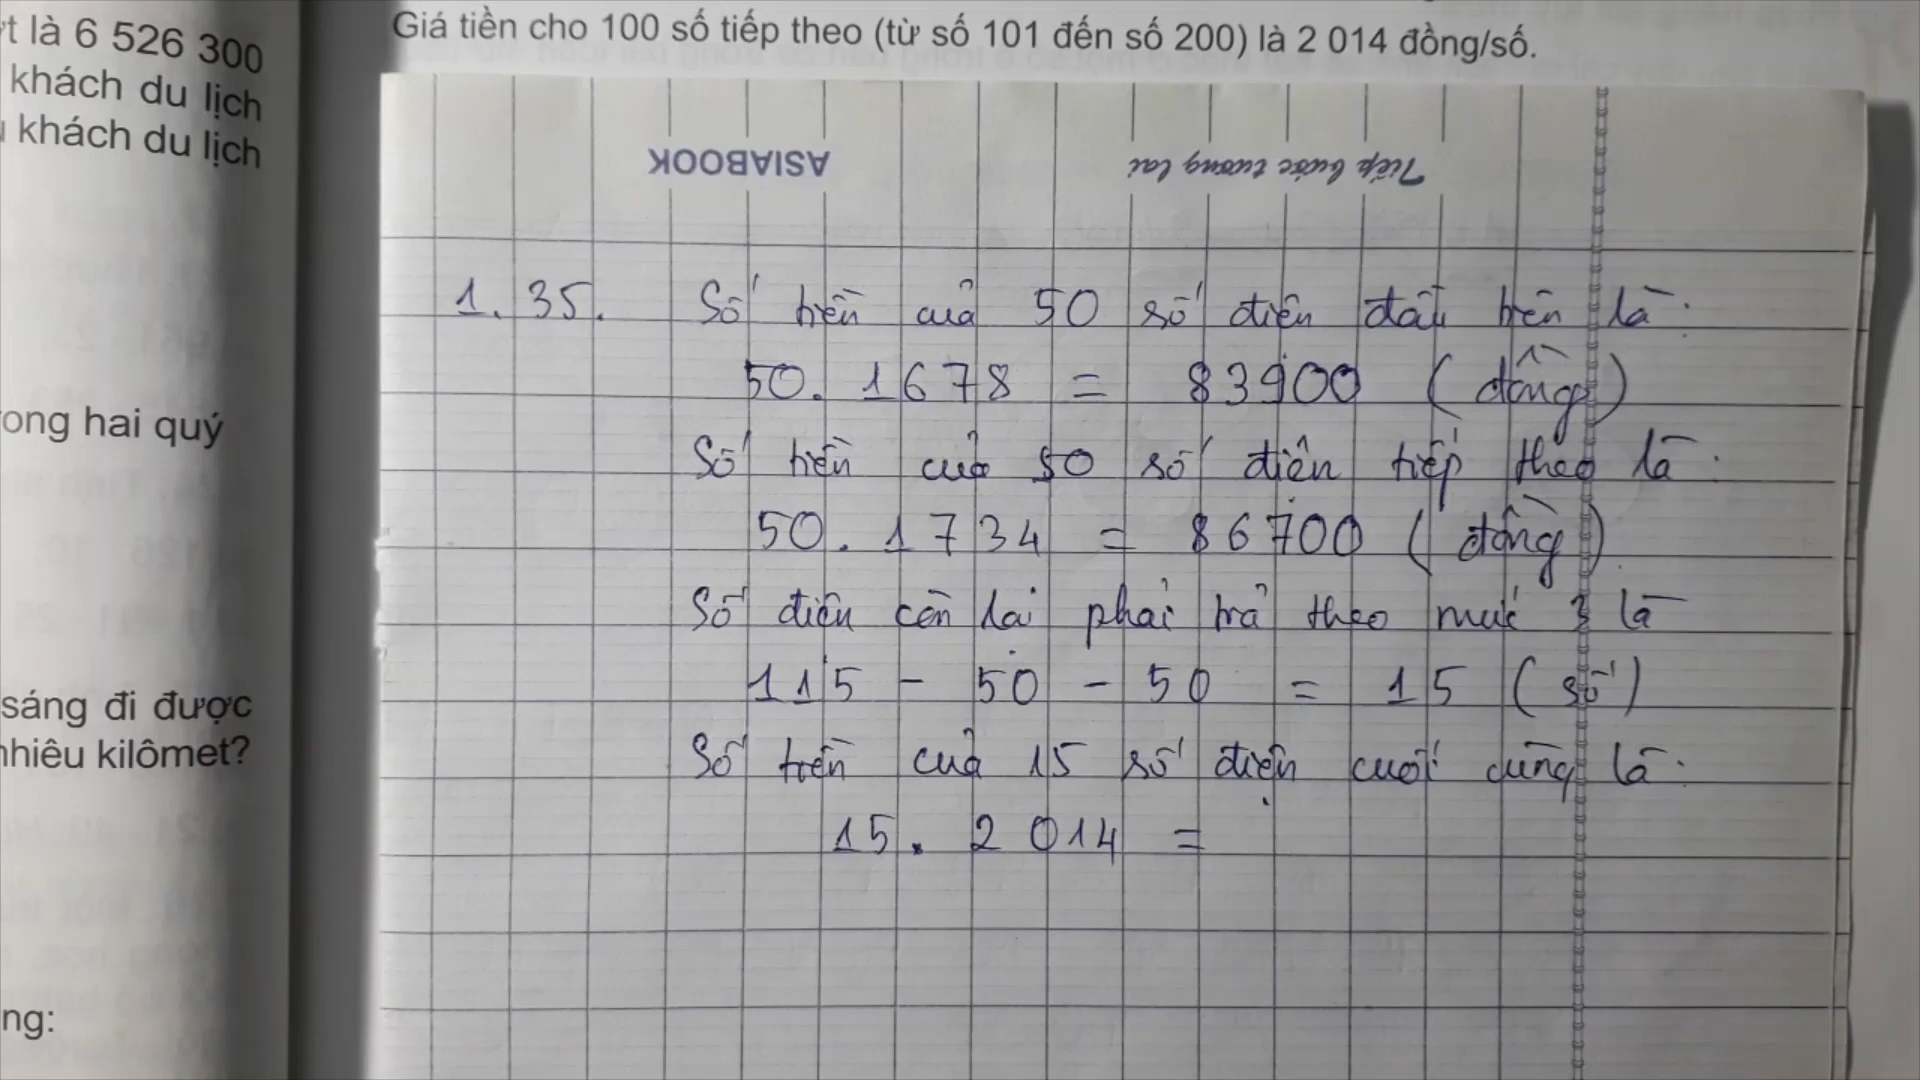 ợt là 6 526 300
khách du lịch
khách du lịch
ong hai quý
sáng đi được
nhiêu kilômet?
ng:
Giá tiền cho 100 số tiếp theo (từ số 101 đến số 200) là 2 014 đồng/số.
ASIABOOK
Tiếp bước tương lai
1.35. Số tiền của 50 số điện đầu tiên là:
50. 1678 = 83900 (đồng)
Số tiền của 50 số điện tiếp theo là:
50. 1734 = 86700 (đồng)
Số điện còn lại phải trả theo mức 3 là
115 - 50 - 50 = 15 (số)
Số tiền của 15 số điện cuối cùng là:
15. 2014 =